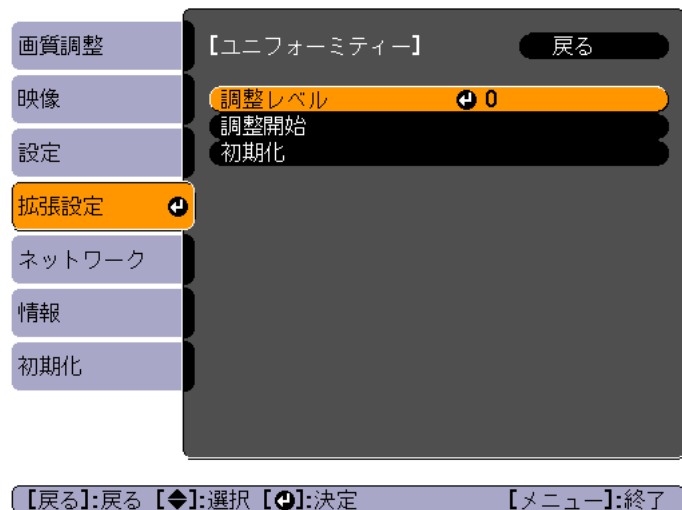 画質調整
映像
設定
拡張設定
ネットワーク
情報
初期化
【ユニフォーミティー】 戻る
調整レベル 0
調整開始
初期化
【戻る】:戻る 【◆】:選択 【⏎】:決定 【メニュー】:終了